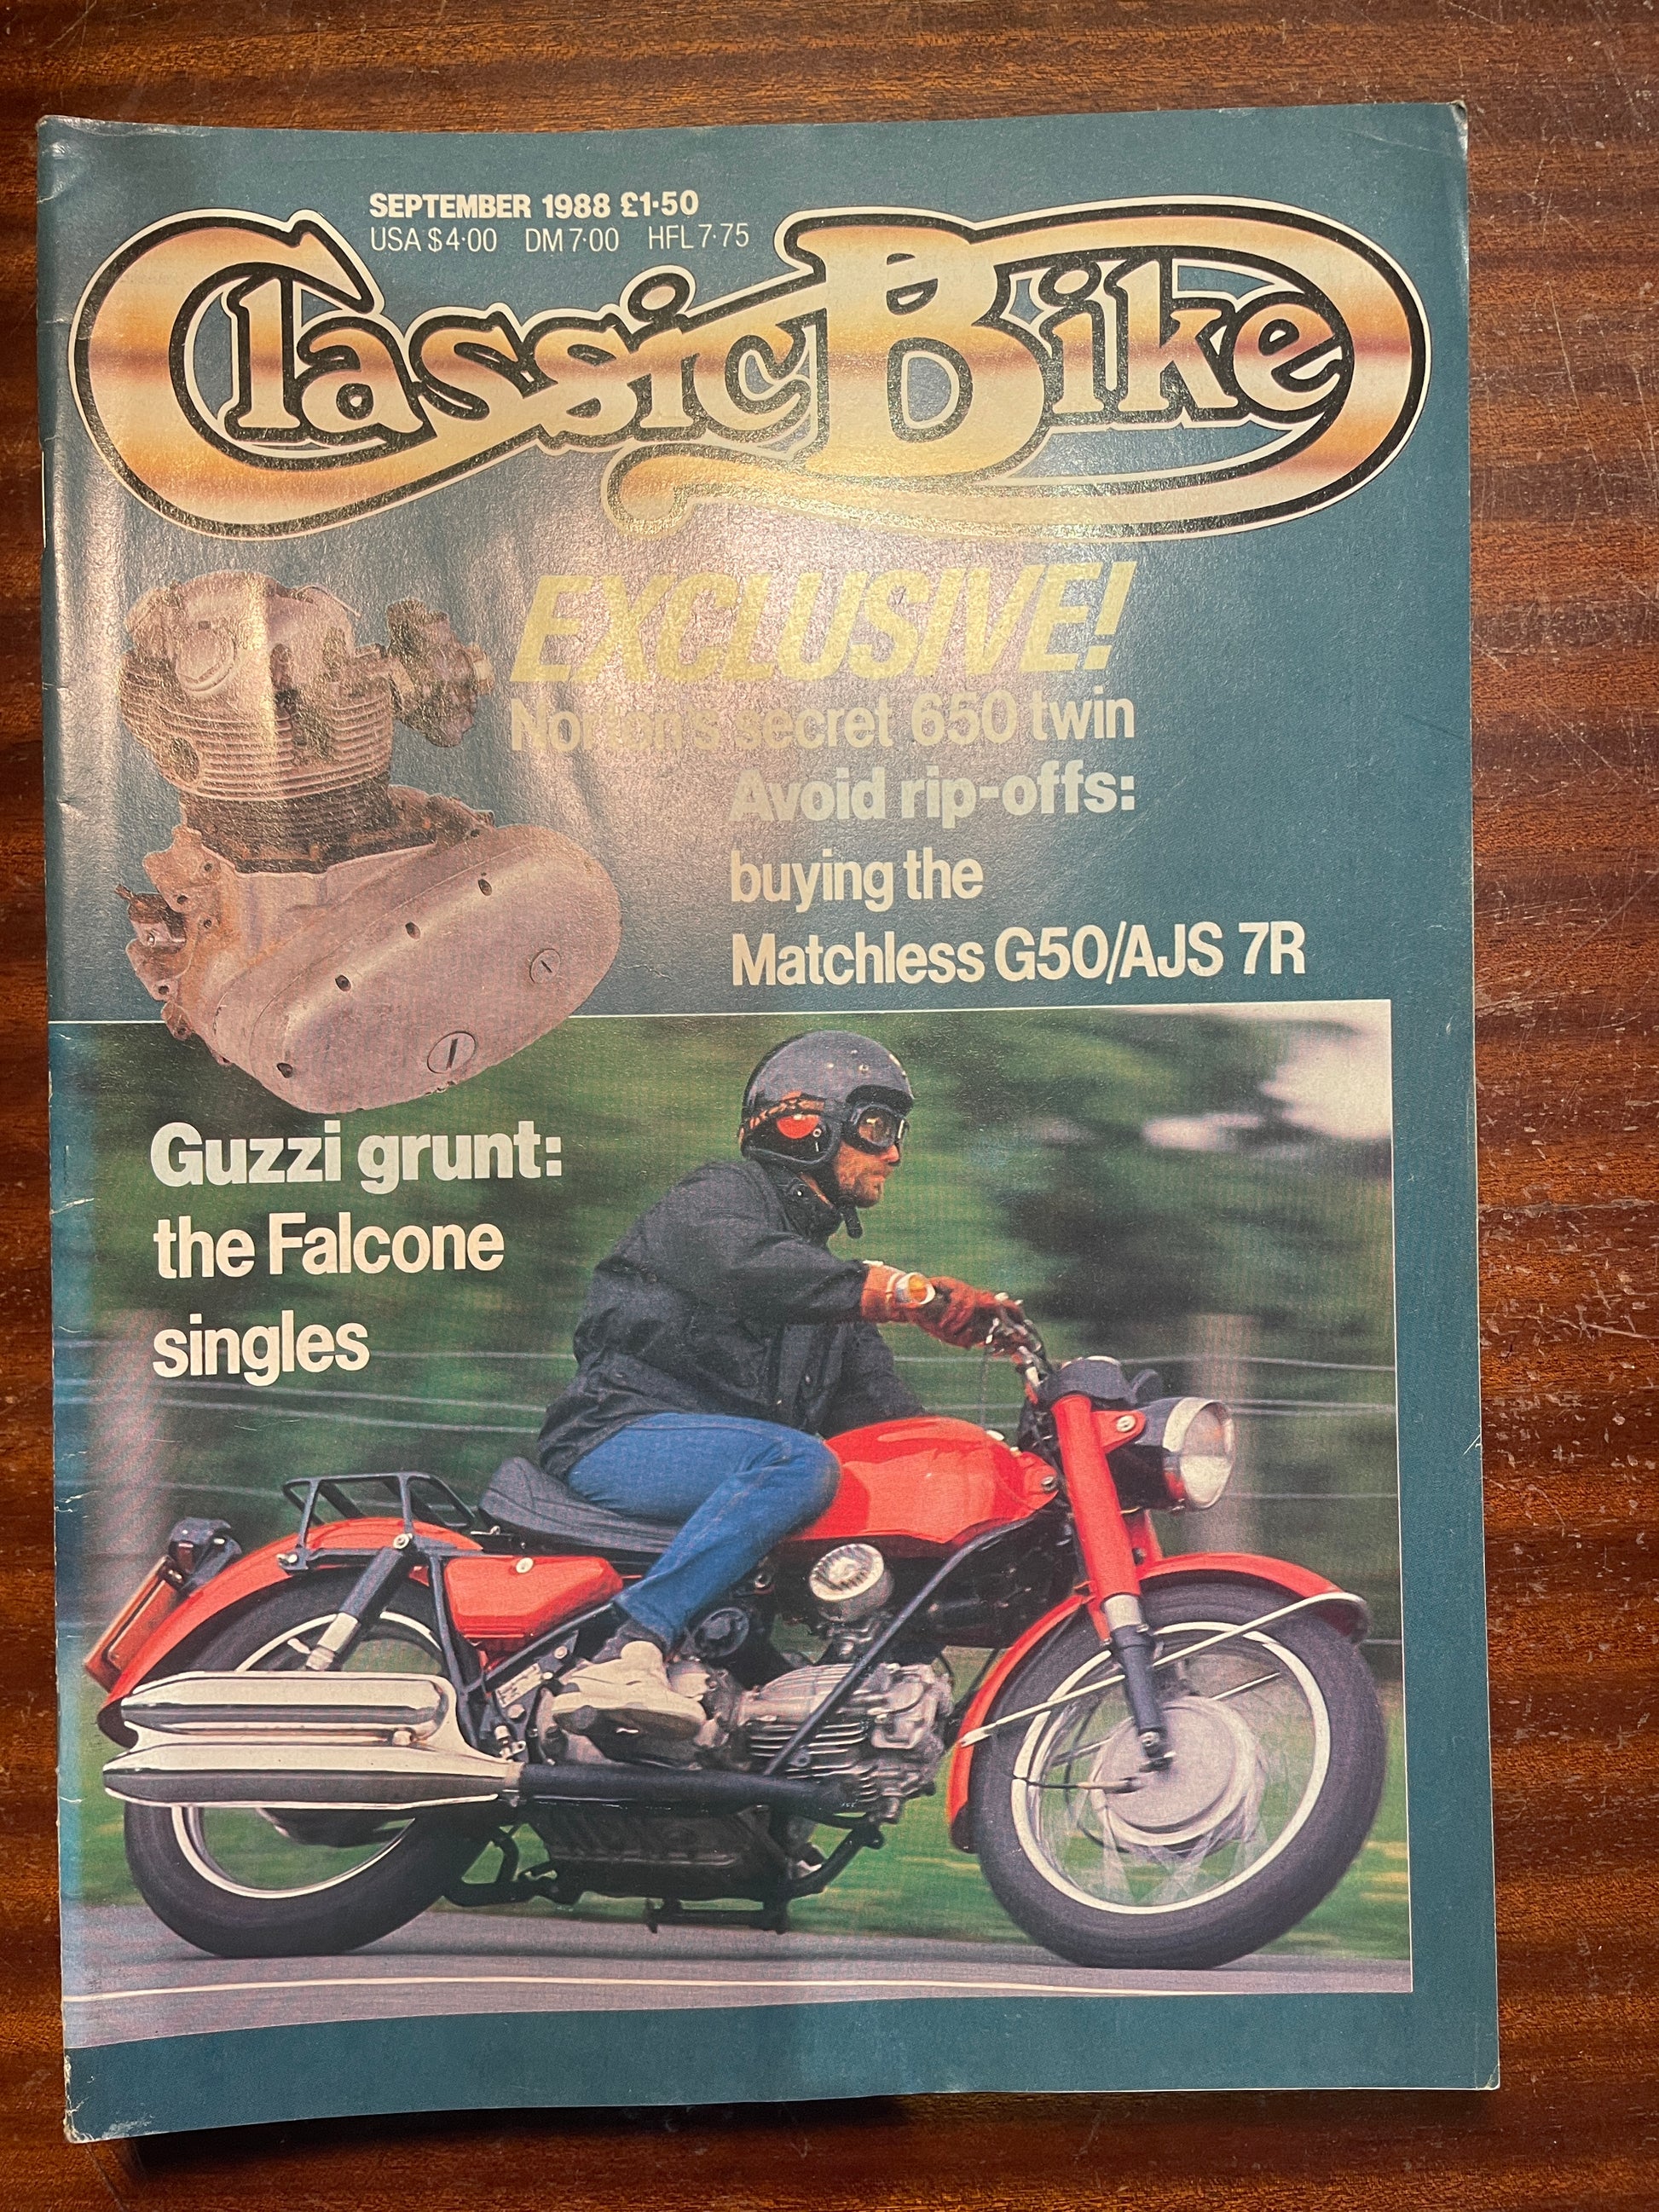 SEPTEMBER 1988 £1·50
USA $4·00 DM 7·00 HFL 7·75
Classic Bike
EXCLUSIVE!
Norton's secret 650 twin
Avoid rip-offs:
buying the
Matchless G50/AJS 7R
Guzzi grunt:
the Falcone
singles